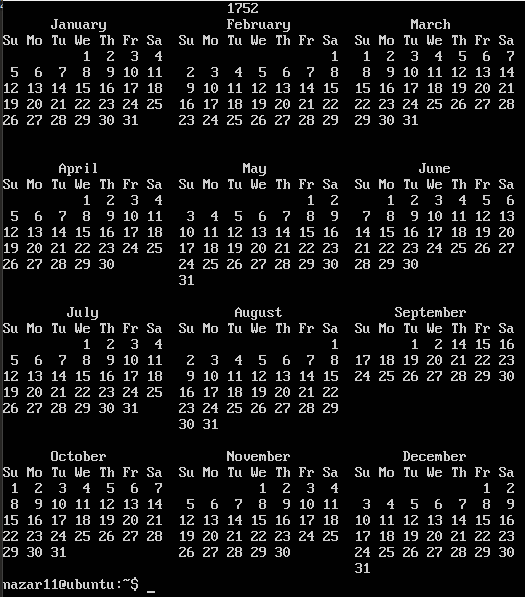 1752
      January               February               March
Su Mo Tu We Th Fr Sa  Su Mo Tu We Th Fr Sa  Su Mo Tu We Th Fr Sa
          1  2  3  4                     1   1  2  3  4  5  6  7
 5  6  7  8  9 10 11   2  3  4  5  6  7  8   8  9 10 11 12 13 14
12 13 14 15 16 17 18   9 10 11 12 13 14 15  15 16 17 18 19 20 21
19 20 21 22 23 24 25  16 17 18 19 20 21 22  22 23 24 25 26 27 28
26 27 28 29 30 31     23 24 25 26 27 28 29  29 30 31
       April                  May                   June
Su Mo Tu We Th Fr Sa  Su Mo Tu We Th Fr Sa  Su Mo Tu We Th Fr Sa
          1  2  3  4                  1  2      1  2  3  4  5  6
 5  6  7  8  9 10 11   3  4  5  6  7  8  9   7  8  9 10 11 12 13
12 13 14 15 16 17 18  10 11 12 13 14 15 16  14 15 16 17 18 19 20
19 20 21 22 23 24 25  17 18 19 20 21 22 23  21 22 23 24 25 26 27
26 27 28 29 30        24 25 26 27 28 29 30  28 29 30
                      31
        July                 August              September
Su Mo Tu We Th Fr Sa  Su Mo Tu We Th Fr Sa  Su Mo Tu We Th Fr Sa
          1  2  3  4                     1         1  2 14 15 16
 5  6  7  8  9 10 11   2  3  4  5  6  7  8  17 18 19 20 21 22 23
12 13 14 15 16 17 18   9 10 11 12 13 14 15  24 25 26 27 28 29 30
19 20 21 22 23 24 25  16 17 18 19 20 21 22
26 27 28 29 30 31     23 24 25 26 27 28 29
                      30 31
      October               November              December
Su Mo Tu We Th Fr Sa  Su Mo Tu We Th Fr Sa  Su Mo Tu We Th Fr Sa
 1  2  3  4  5  6  7            1  2  3  4                  1  2
 8  9 10 11 12 13 14   5  6  7  8  9 10 11   3  4  5  6  7  8  9
15 16 17 18 19 20 21  12 13 14 15 16 17 18  10 11 12 13 14 15 16
22 23 24 25 26 27 28  19 20 21 22 23 24 25  17 18 19 20 21 22 23
29 30 31              26 27 28 29 30        24 25 26 27 28 29 30
                                            31
nazar11@ubuntu:~$ _